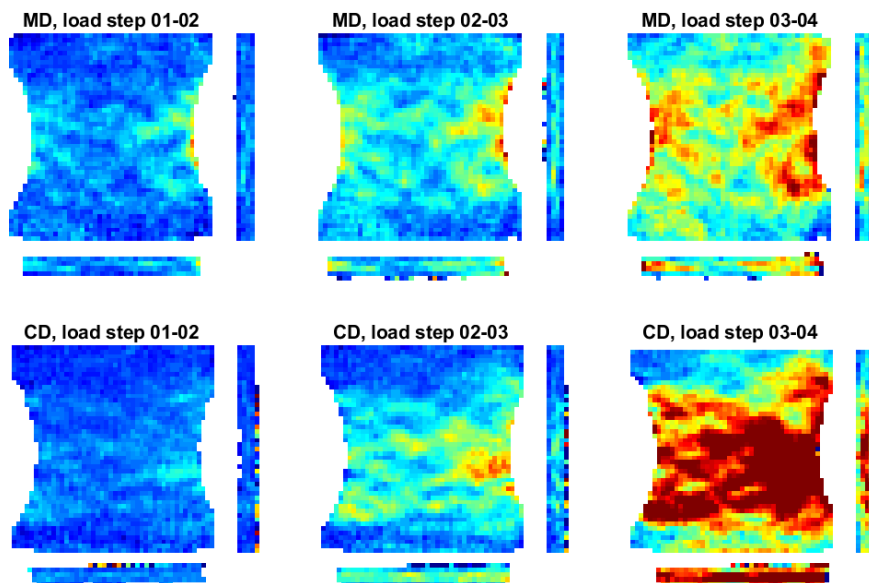 MD, load step 01-02
MD, load step 02-03
MD, load step 03-04
CD, load step 01-02
CD, load step 02-03
CD, load step 03-04